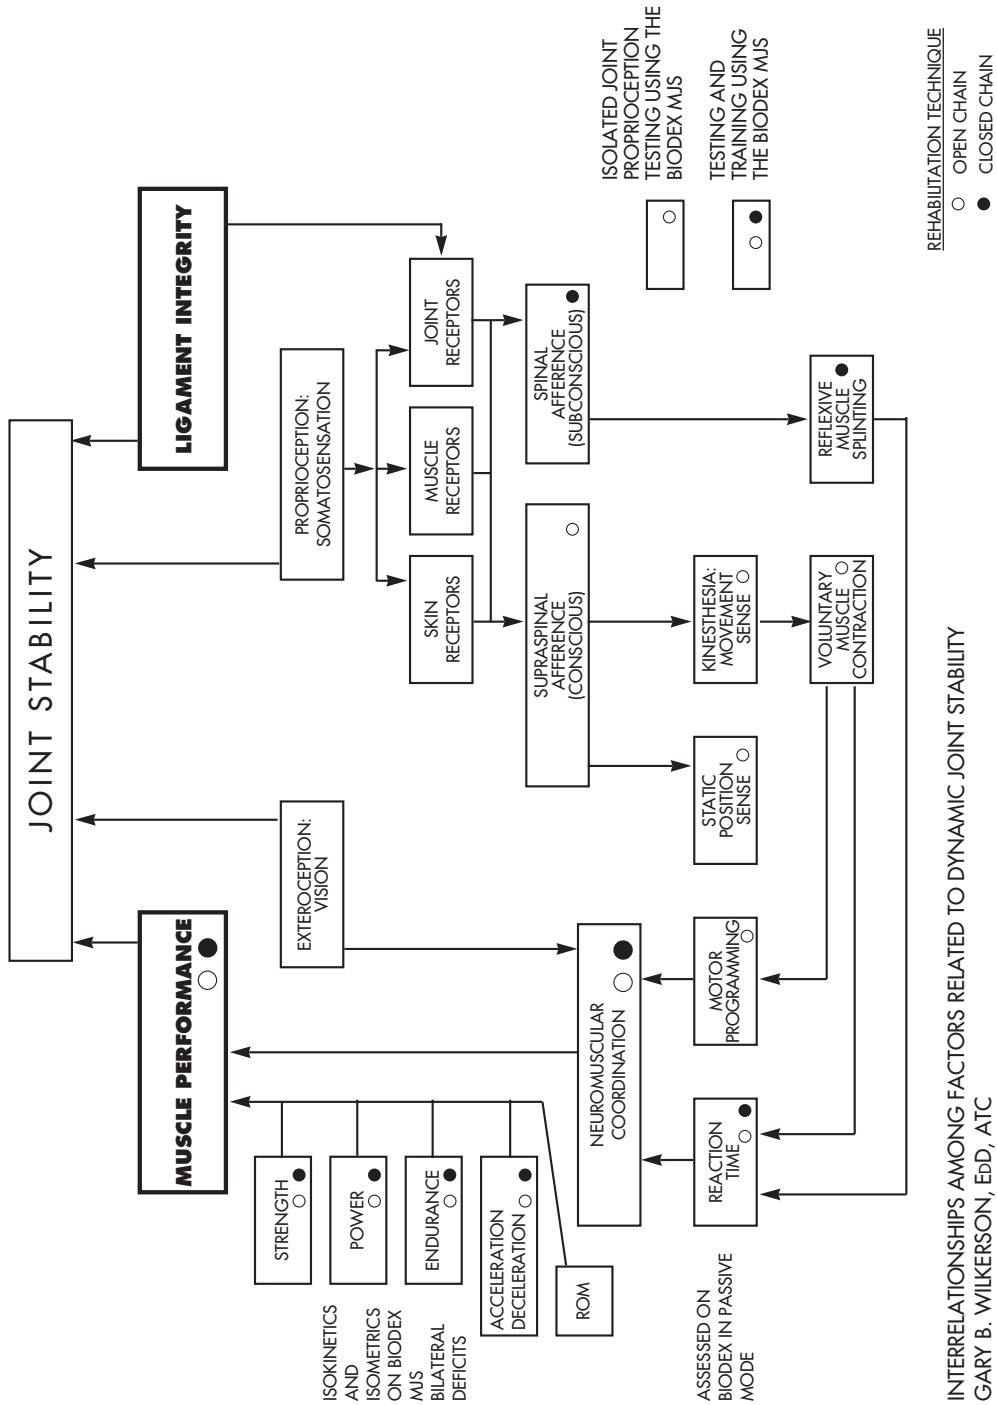 JOINT STABILITY
MUSCLE PERFORMANCE
LIGAMENT INTEGRITY
STRENGTH
POWER
ENDURANCE
ACCELERATION
DECELERATION
ROM
ISOKINETICS
AND
ISOMETRICS
ON BIODEX
MJS
BILATERAL
DEFICITS
EXTEROCEPTION:
VISION
PROPRIOCEPTION:
SOMATOSENSATION
SKIN
RECEPTORS
MUSCLE
RECEPTORS
JOINT
RECEPTORS
NEUROMUSCULAR
COORDINATION
SUPRASPINAL
AFFERENCE
(CONSCIOUS)
SPINAL
AFFERENCE
(SUBCONSCIOUS)
ASSESSED ON
BIODEX IN PASSIVE
MODE
REACTION
TIME
MOTOR
PROGRAMMING
STATIC
POSITION
SENSE
KINESTHESIA:
MOVEMENT
SENSE
VOLUNTARY
MUSCLE
CONTRACTION
REFLEXIVE
MUSCLE
SPLINTING
ISOLATED JOINT
PROPRIOCEPTION
TESTING USING THE
BIODEX MJS
TESTING AND
TRAINING USING
THE BIODEX MJS
REHABILITATION TECHNIQUE
OPEN CHAIN
CLOSED CHAIN
INTERRELATIONSHIPS AMONG FACTORS RELATED TO DYNAMIC JOINT STABILITY
GARY B. WILKERSON, EDD, ATC